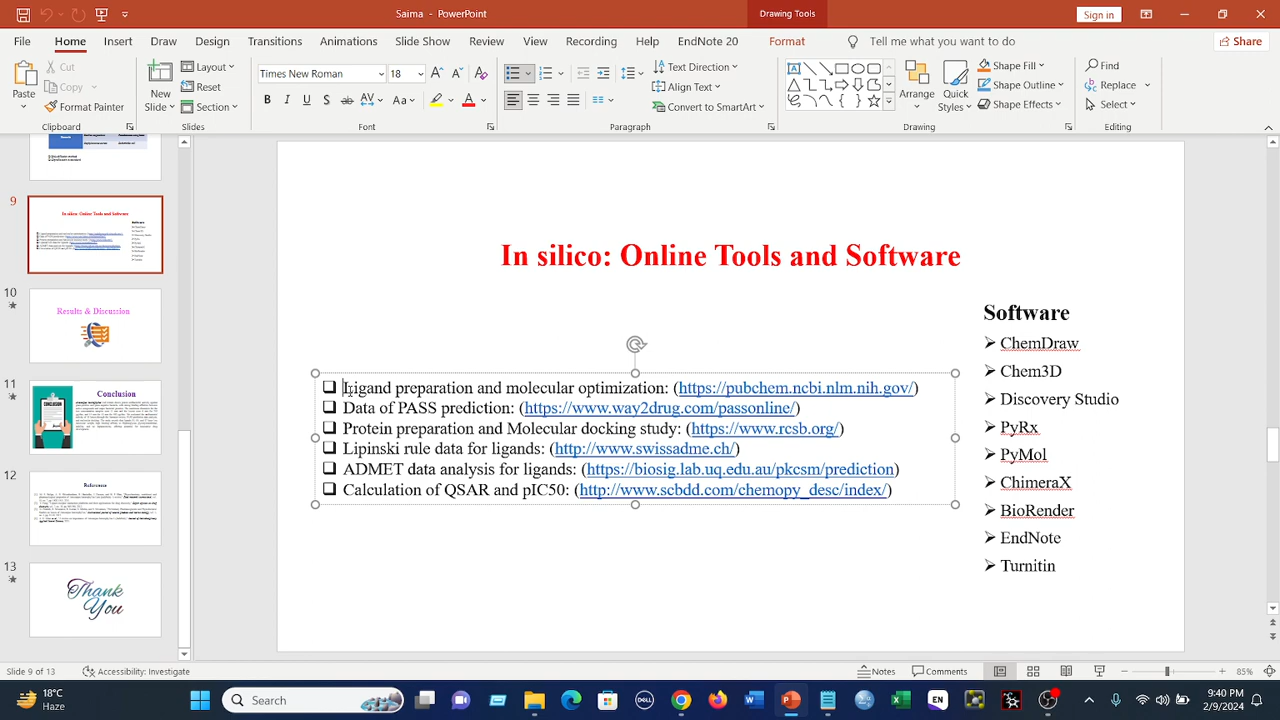 Saima - PowerPoint
Drawing Tools
Sign in
File Home Insert Draw Design Transitions Animations Slide Show Review View Recording Help EndNote 20 Format Tell me what you want to do Share
Paste
Cut
Copy
Format Painter
Clipboard
New Slide
Layout
Reset
Section
Slides
Times New Roman 18
Font
Text Direction
Align Text
Convert to SmartArt
Paragraph
Arrange
Quick Styles
Shape Fill
Shape Outline
Shape Effects
Drawing
Find
Replace
Select
Editing
9
In silico: Online Tools and Software
10
Results & Discussion
11
Conclusion
12
References
13
Thank You
In silico: Online Tools and Software
Ligand preparation and molecular optimization: (https://pubchem.ncbi.nlm.nih.gov/)
Data of PASS prediction: (https://www.way2drug.com/passonline/)
Protein preparation and Molecular docking study: (https://www.rcsb.org/)
Lipinski rule data for ligands: (http://www.swissadme.ch/)
ADMET data analysis for ligands: (https://biosig.lab.uq.edu.au/pkcsm/prediction)
Calculation of QSAR and pIC50: (http://www.scbdd.com/chemopy_desc/index/)
Software
ChemDraw
Chem3D
Discovery Studio
PyRx
PyMol
ChimeraX
BioRender
EndNote
Turnitin
Slide 9 of 13 Accessibility: Investigate Notes Comments 85%
18°C
Haze
Search
DELL
EN
9:40 PM
2/9/2024